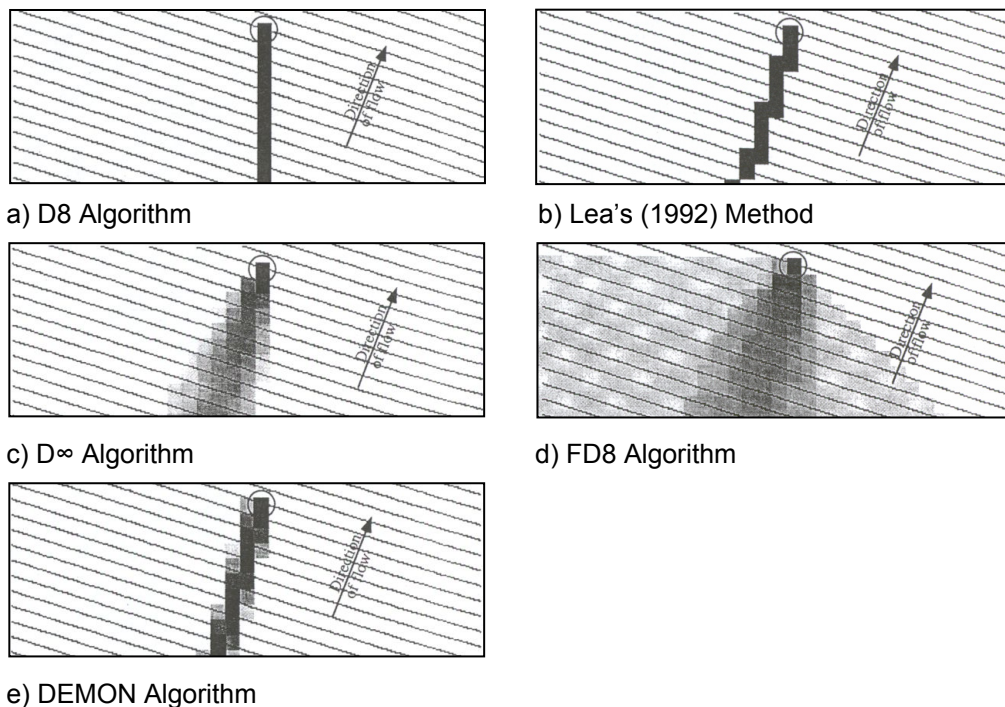 Direction
of flow
Direction
of flow
a) D8 Algorithm
b) Lea's (1992) Method
Direction
of flow
Direction
of flow
c) D∞ Algorithm
d) FD8 Algorithm
Direction
of flow
e) DEMON Algorithm